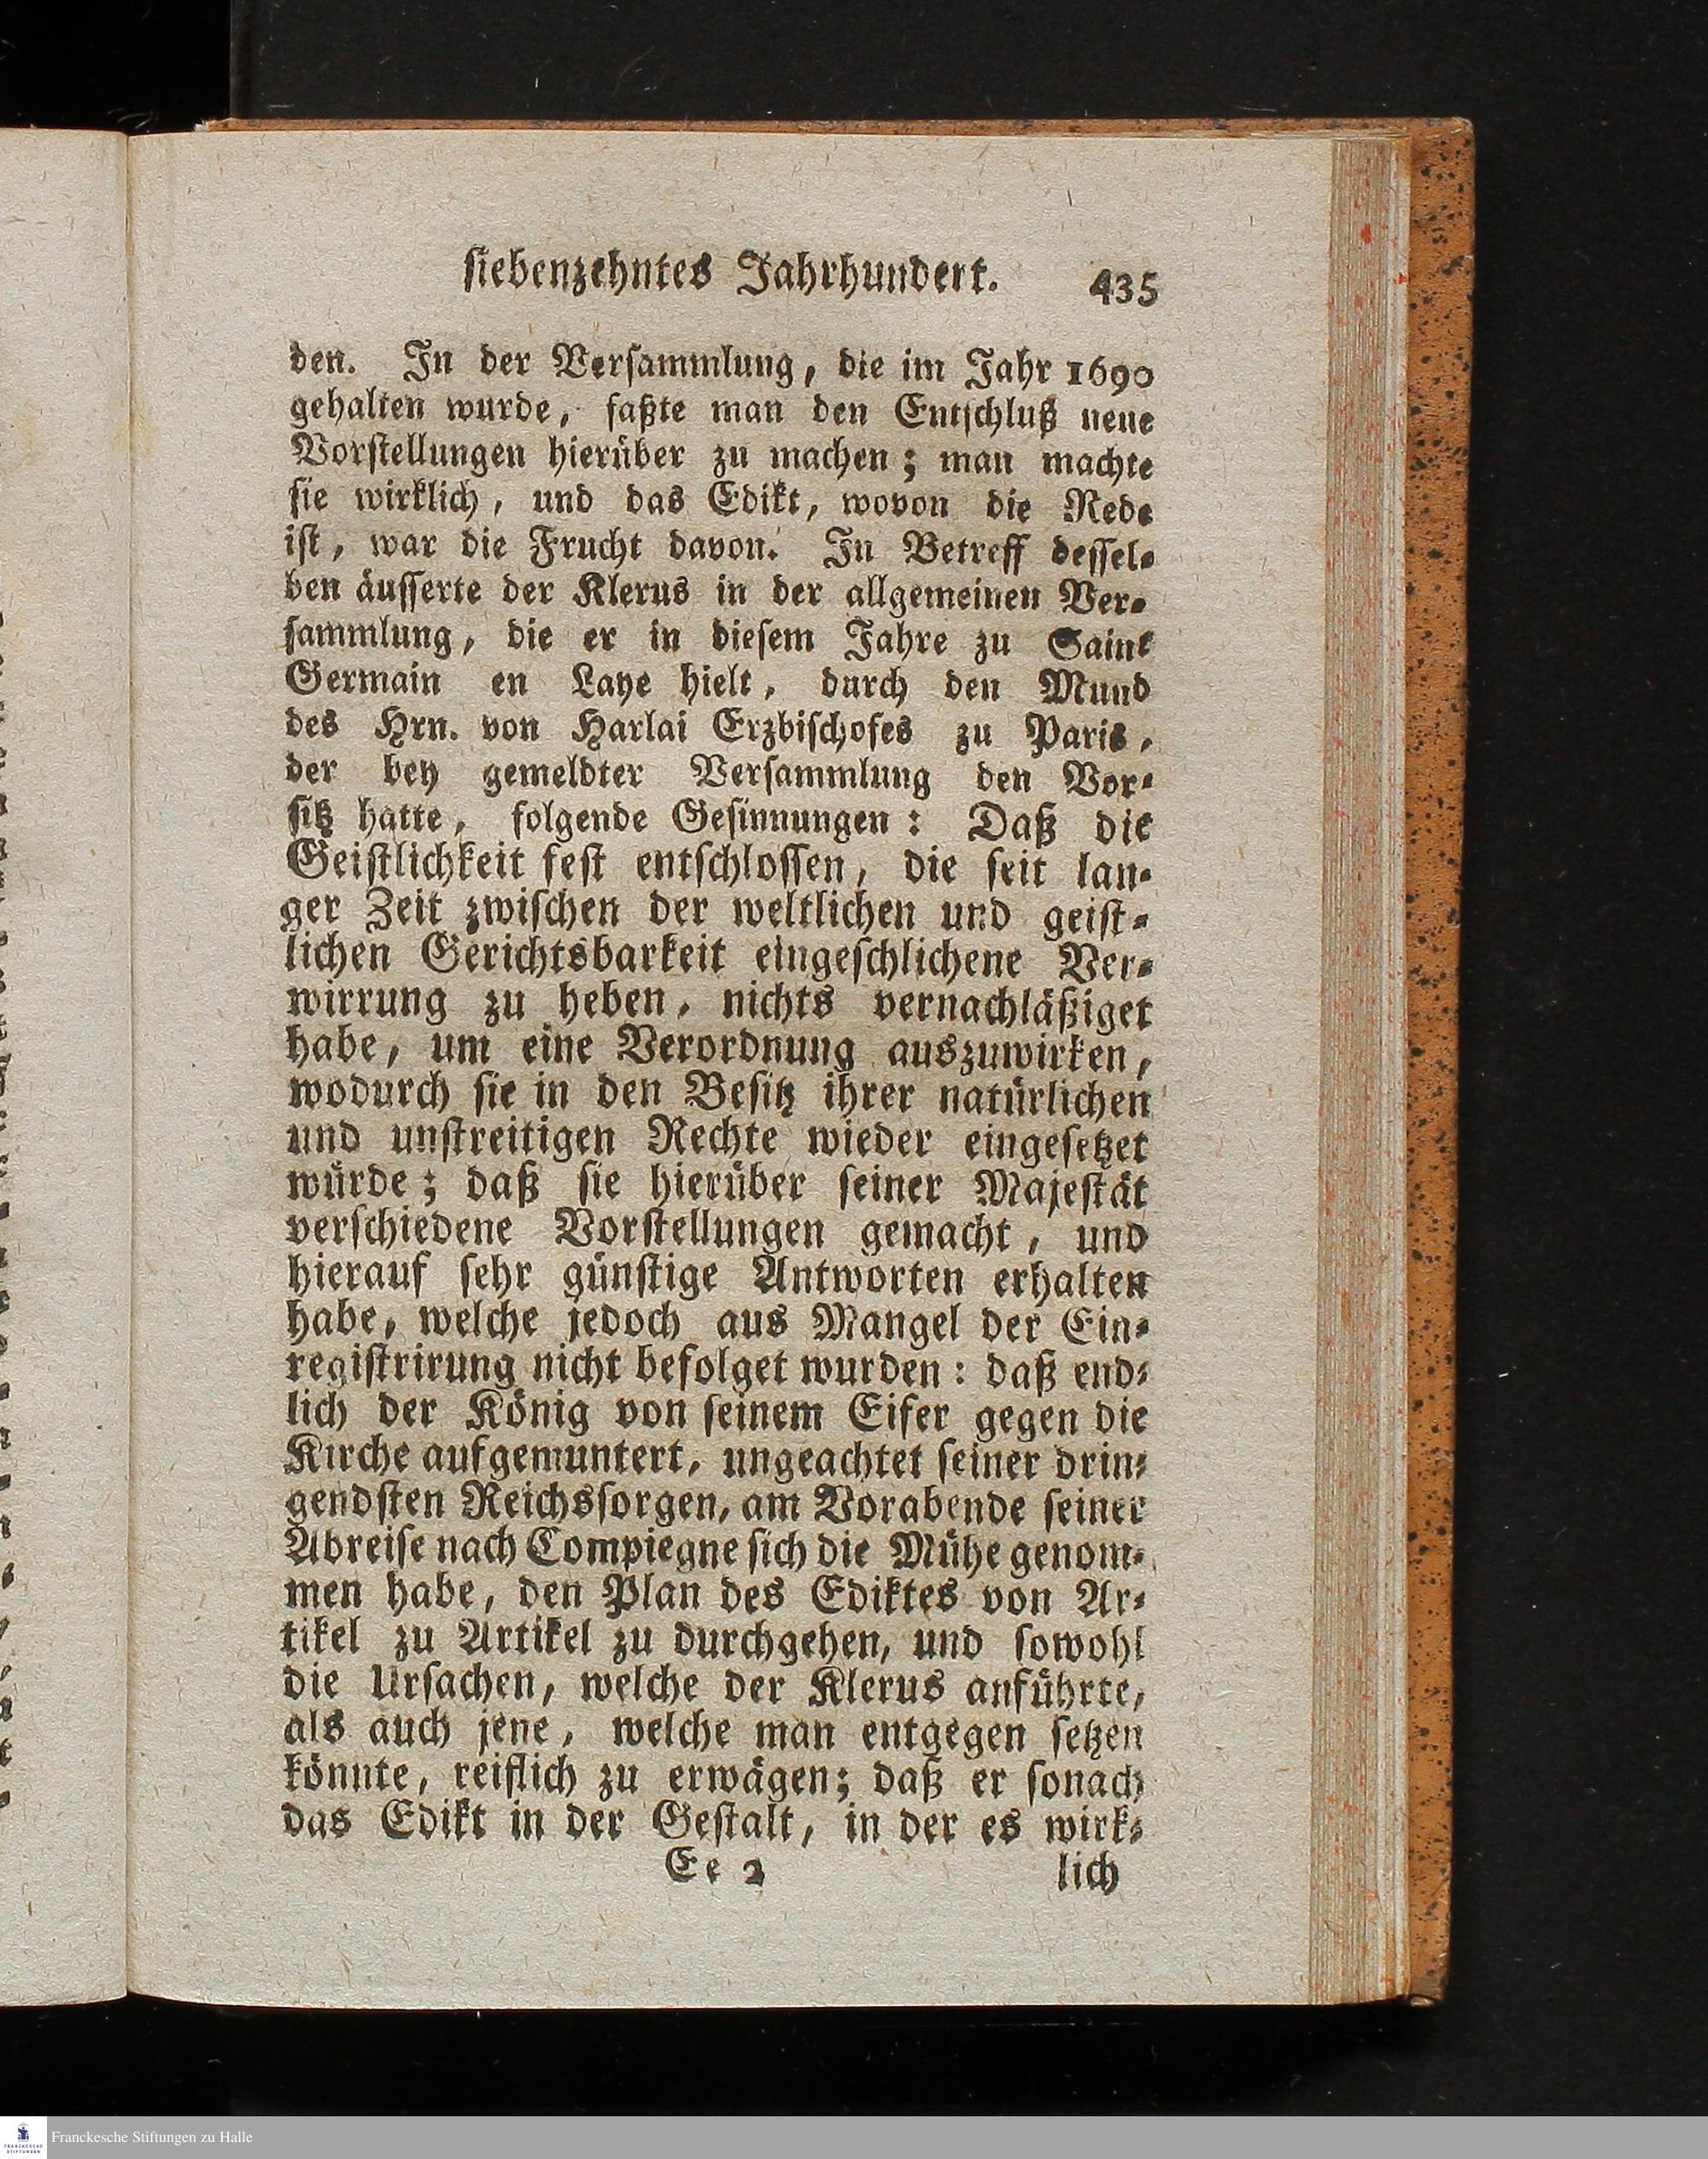 siebenzehntes Jahrhundert. 435
den. In der Versammlung, die im Jahr 1690
gehalten wurde, faßte man den Entschluß neue
Vorstellungen hierüber zu machen; man machte
sie wirklich, und das Edikt, wovon die Rede
ist, war die Frucht davon. In Betreff dessel-
ben äusserte der Klerus in der allgemeinen Ver-
sammlung, die er in diesem Jahre zu Saint
Germain en Laye hielt, durch den Mund
des Hrn. von Harlai Erzbischofes zu Paris,
der bey gemeldter Versammlung den Vor-
sitz hatte, folgende Gesinnungen: Daß die
Geistlichkeit fest entschlossen, die seit lan-
ger Zeit zwischen der weltlichen und geist-
lichen Gerichtsbarkeit eingeschlichene Ver-
wirrung zu heben, nichts vernachläßiget
habe, um eine Verordnung auszuwirken,
wodurch sie in den Besitz ihrer natürlichen
und unstreitigen Rechte wieder eingesetzet
würde; daß sie hierüber seiner Majestät
verschiedene Vorstellungen gemacht, und
hierauf sehr günstige Antworten erhalten
habe, welche jedoch aus Mangel der Ein-
registrirung nicht befolget wurden: daß end-
lich der König von seinem Eifer gegen die
Kirche aufgemuntert, ungeachtet seiner drin-
gendsten Reichssorgen, am Vorabende seiner
Abreise nach Compiegne sich die Mühe genom-
men habe, den Plan des Ediktes von Ar-
tikel zu Artikel zu durchgehen, und sowohl
die Ursachen, welche der Klerus anführte,
als auch jene, welche man entgegen setzen
könnte, reiflich zu erwägen; daß er sonach
das Edikt in der Gestalt, in der es wirk-
Ee 2 lich
Franckesche Stiftungen zu Halle